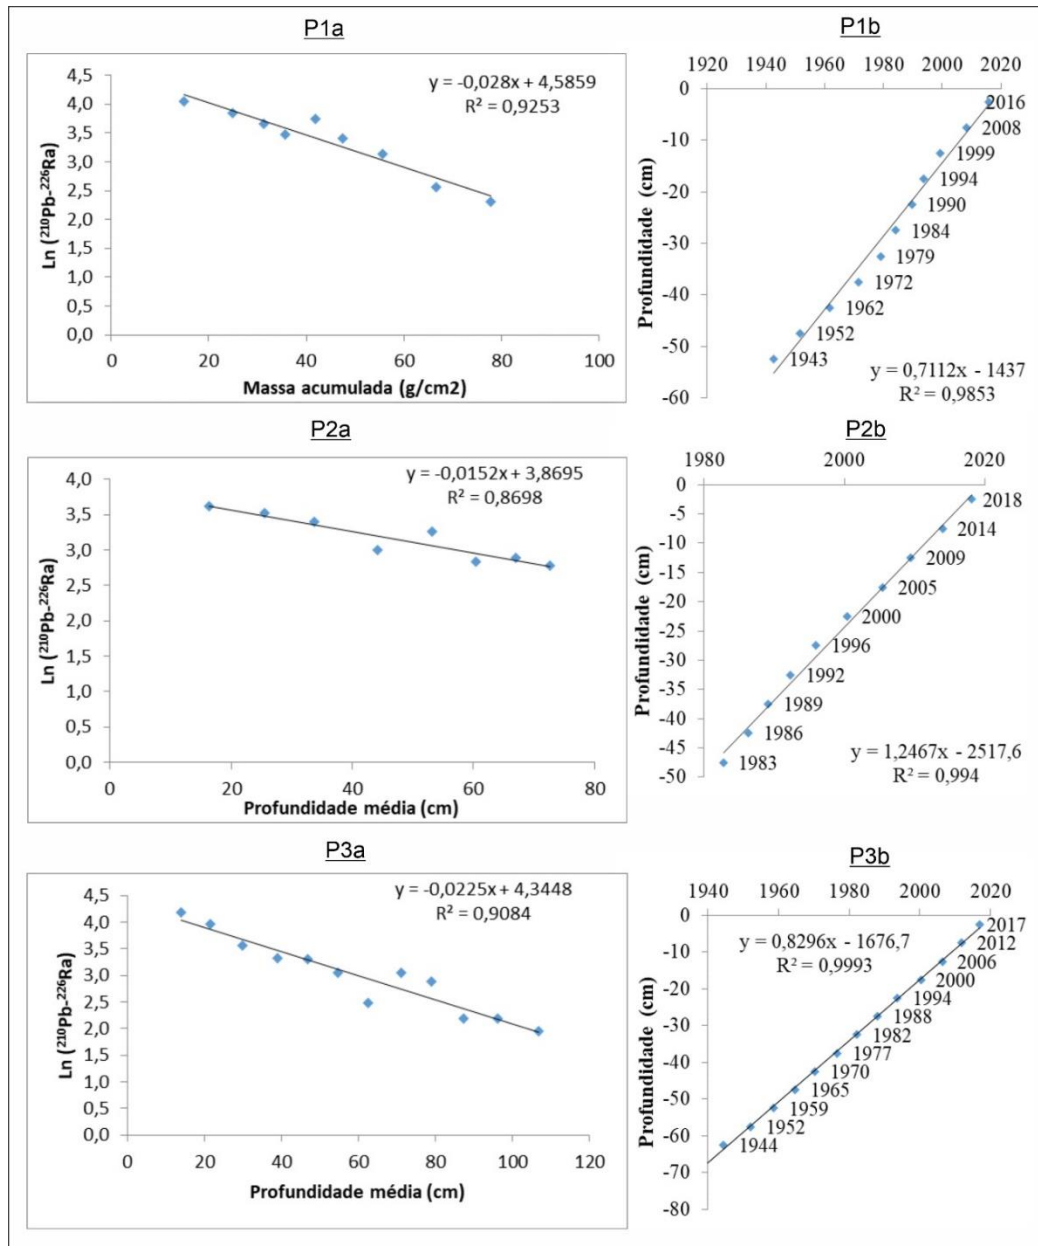 P1a
y = -0,028x + 4,5859
R² = 0,9253
4,5
4,0
3,5
3,0
2,5
2,0
1,5
1,0
0,5
0,0
Ln (²¹⁰Pb-²²⁶Ra)
0 20 40 60 80 100
Massa acumulada (g/cm2)
P1b
1920 1940 1960 1980 2000 2020
0
-10
-20
-30
-40
-50
-60
Profundidade (cm)
2016
2008
1999
1994
1990
1984
1979
1972
1962
1952
1943
y = 0,7112x - 1437
R² = 0,9853
P2a
y = -0,0152x + 3,8695
R² = 0,8698
4,0
3,5
3,0
2,5
2,0
1,5
1,0
0,5
0,0
Ln (²¹⁰Pb-²²⁶Ra)
0 20 40 60 80
Profundidade média (cm)
P2b
1980 2000 2020
0
-5
-10
-15
-20
-25
-30
-35
-40
-45
-50
Profundidade (cm)
2018
2014
2009
2005
2000
1996
1992
1989
1986
1983
y = 1,2467x - 2517,6
R² = 0,994
P3a
y = -0,0225x + 4,3448
R² = 0,9084
4,5
4,0
3,5
3,0
2,5
2,0
1,5
1,0
0,5
0,0
Ln (²¹⁰Pb-²²⁶Ra)
0 20 40 60 80 100 120
Profundidade média (cm)
P3b
1940 1960 1980 2000 2020
0
-10
-20
-30
-40
-50
-60
-70
-80
Profundidade (cm)
y = 0,8296x - 1676,7
R² = 0,9993
2017
2012
2006
2000
1994
1988
1982
1977
1970
1965
1959
1952
1944